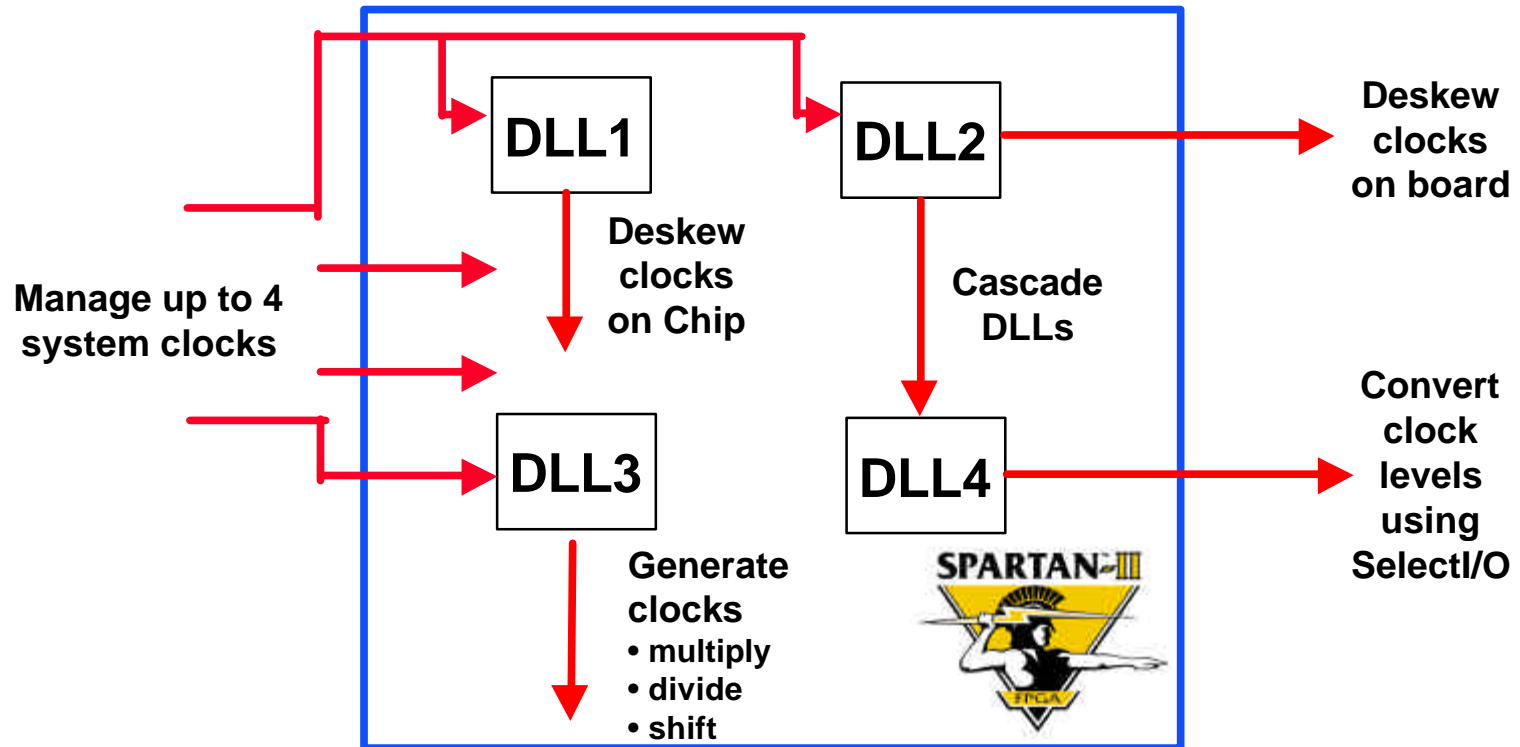 DLL1
DLL2
Deskew
clocks
on board
Deskew
clocks
on Chip
Manage up to 4
system clocks
Cascade
DLLs
DLL3
DLL4
Convert
clock
levels
using
SelectI/O
Generate
clocks
• multiply
• divide
• shift
SPARTAN-II
FPGA